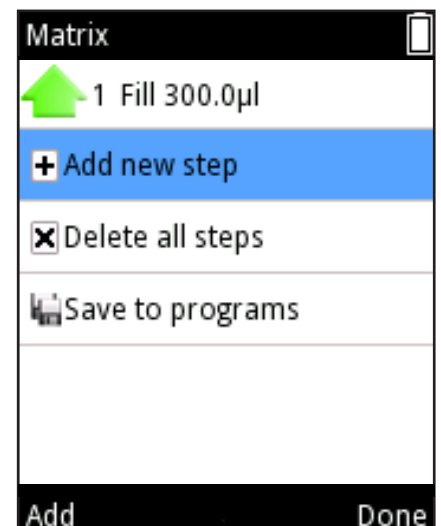 Matrix
1 Fill 300.0µl
Add new step
Delete all steps
Save to programs
Add Done